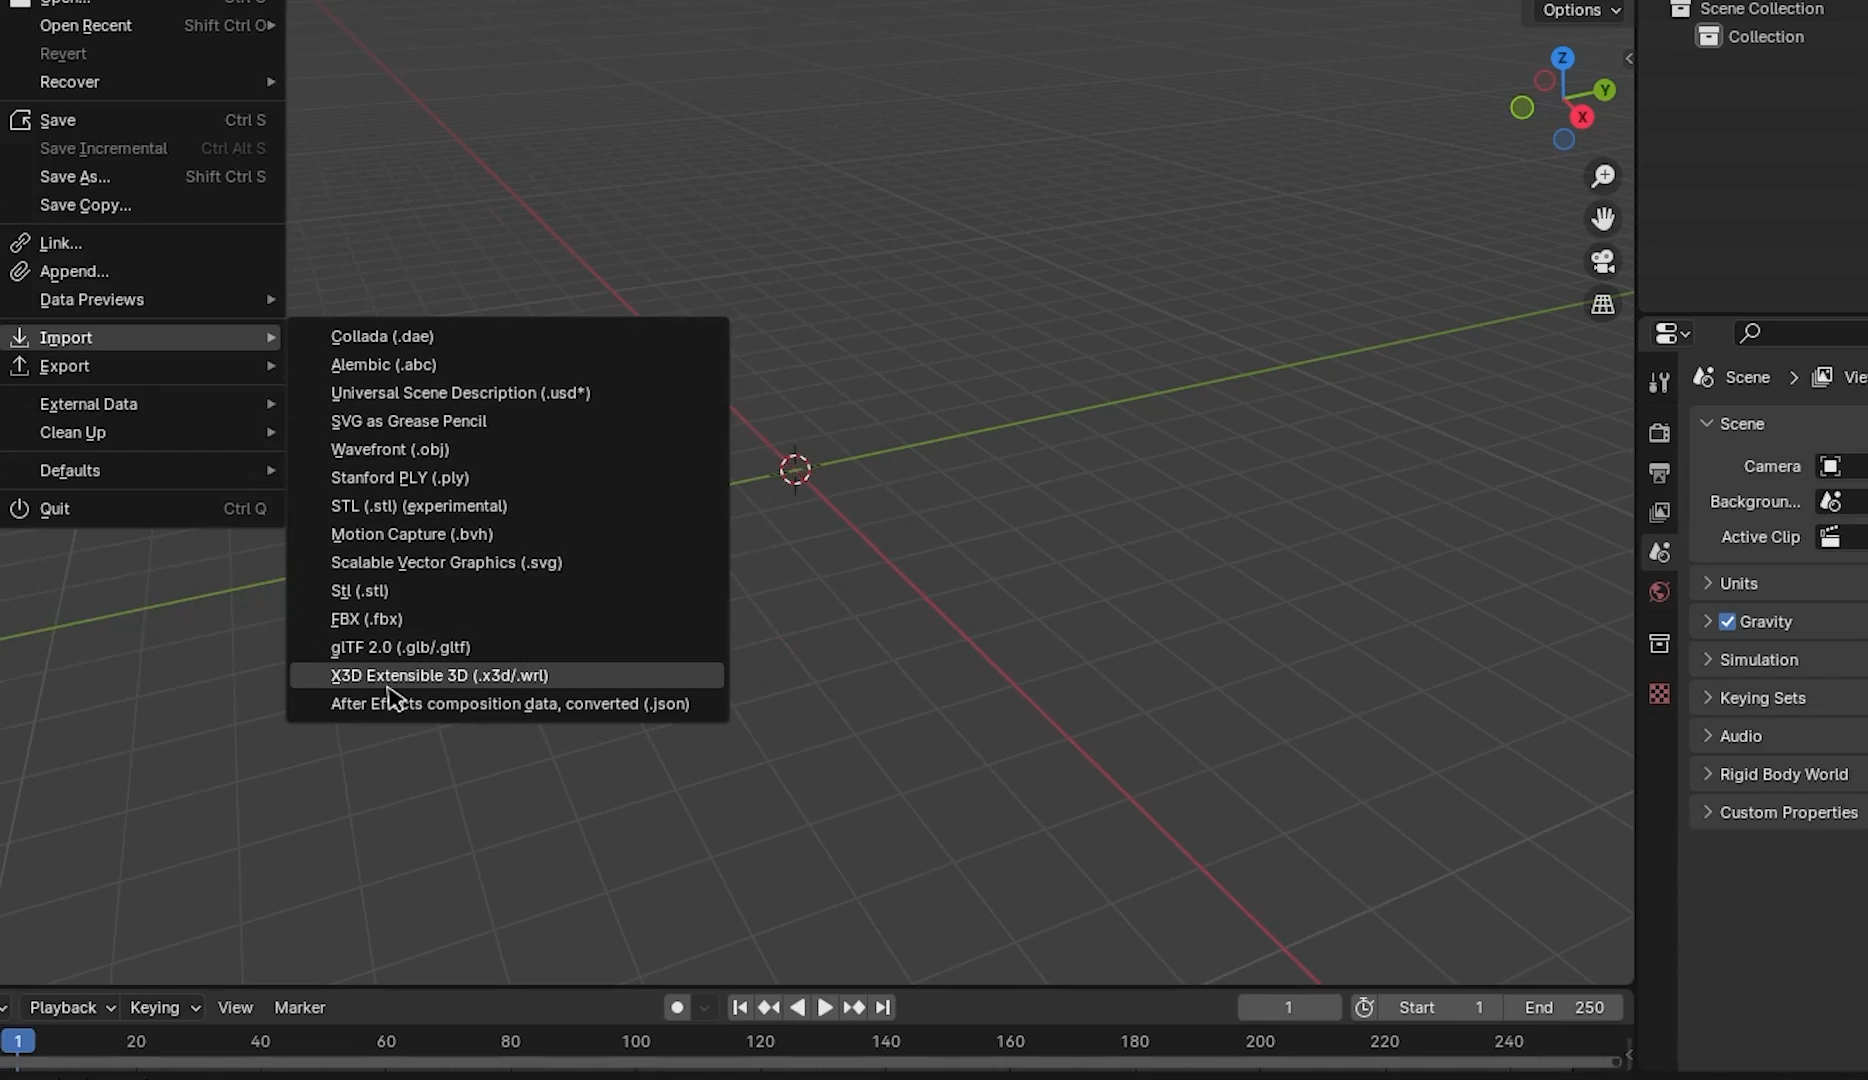 Open...
Open Recent Shift Ctrl O
Revert
Recover
Save Ctrl S
Save Incremental Ctrl Alt S
Save As... Shift Ctrl S
Save Copy...
Link...
Append...
Data Previews
Import
Export
External Data
Clean Up
Defaults
Quit Ctrl Q
Collada (.dae)
Alembic (.abc)
Universal Scene Description (.usd*)
SVG as Grease Pencil
Wavefront (.obj)
Stanford PLY (.ply)
STL (.stl) (experimental)
Motion Capture (.bvh)
Scalable Vector Graphics (.svg)
Stl (.stl)
FBX (.fbx)
glTF 2.0 (.glb/.gltf)
X3D Extensible 3D (.x3d/.wrl)
After Effects composition data, converted (.json)
Options
Z
Y
X
Scene Collection
Collection
Scene Vie
Scene
Camera
Backgroun...
Active Clip
Units
Gravity
Simulation
Keying Sets
Audio
Rigid Body World
Custom Properties
Playback Keying View Marker 1 Start 1 End 250
1 20 40 60 80 100 120 140 160 180 200 220 240